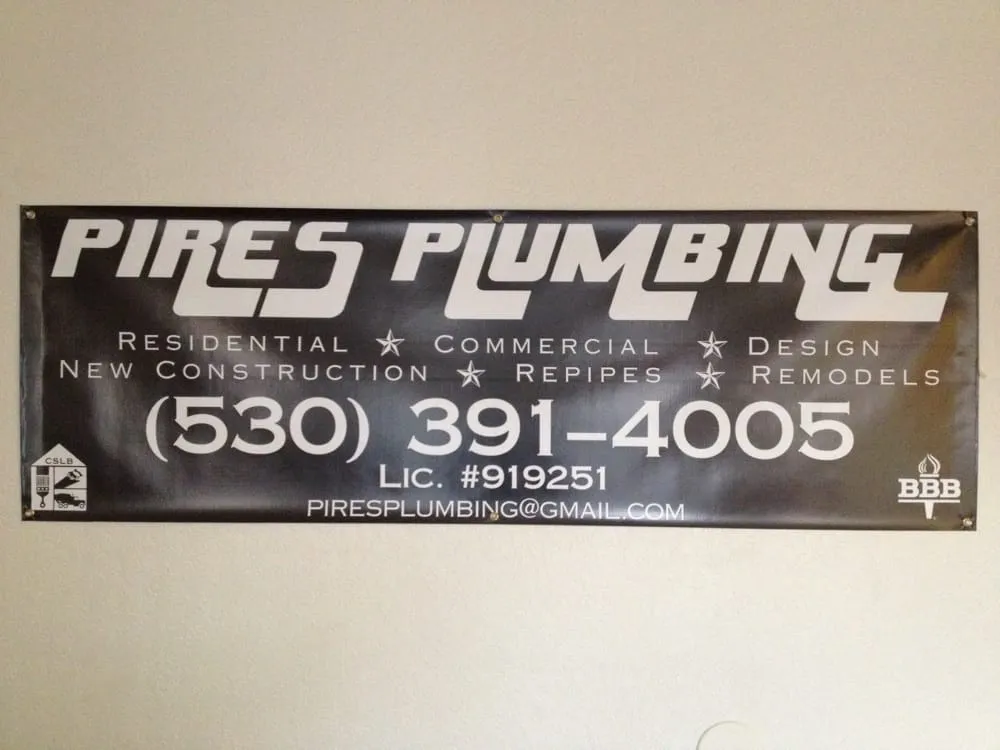 PIRES PLUMBING
RESIDENTIAL ★ COMMERCIAL ★ DESIGN
NEW CONSTRUCTION ★ REPIPES ★ REMODELS
(530) 391-4005
LIC. #919251
PIRESPLUMBING@GMAIL.COM
CSLB
BBB